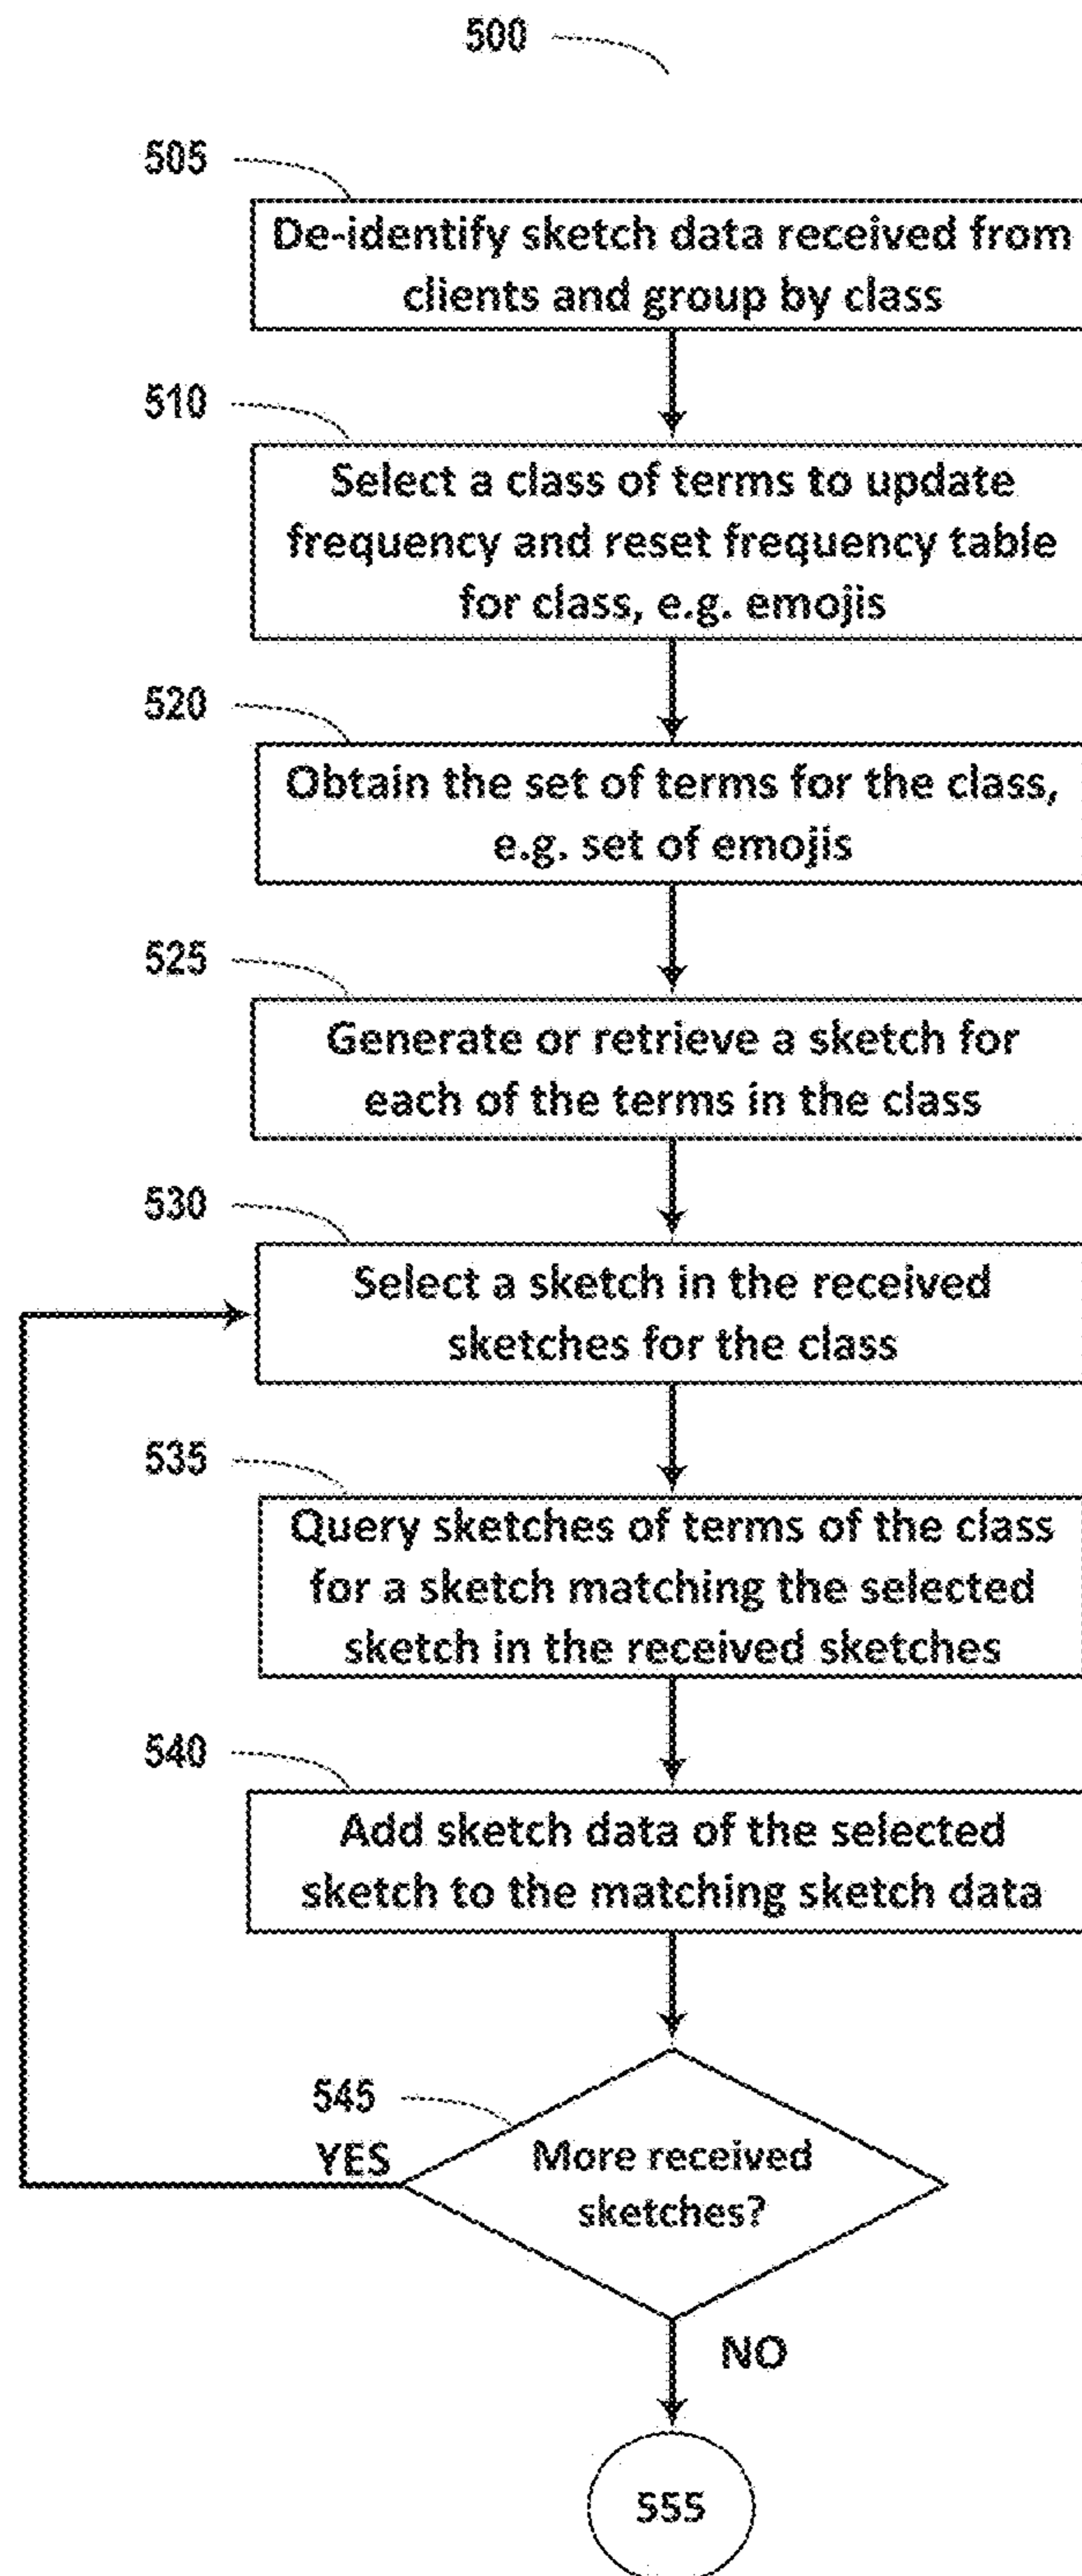 500
505
De-identify sketch data received from
clients and group by class
510
Select a class of terms to update
frequency and reset frequency table
for class, e.g. emojis
520
Obtain the set of terms for the class,
e.g. set of emojis
525
Generate or retrieve a sketch for
each of the terms in the class
530
Select a sketch in the received
sketches for the class
535
Query sketches of terms of the class
for a sketch matching the selected
sketch in the received sketches
540
Add sketch data of the selected
sketch to the matching sketch data
545
YES
More received
sketches?
NO
555